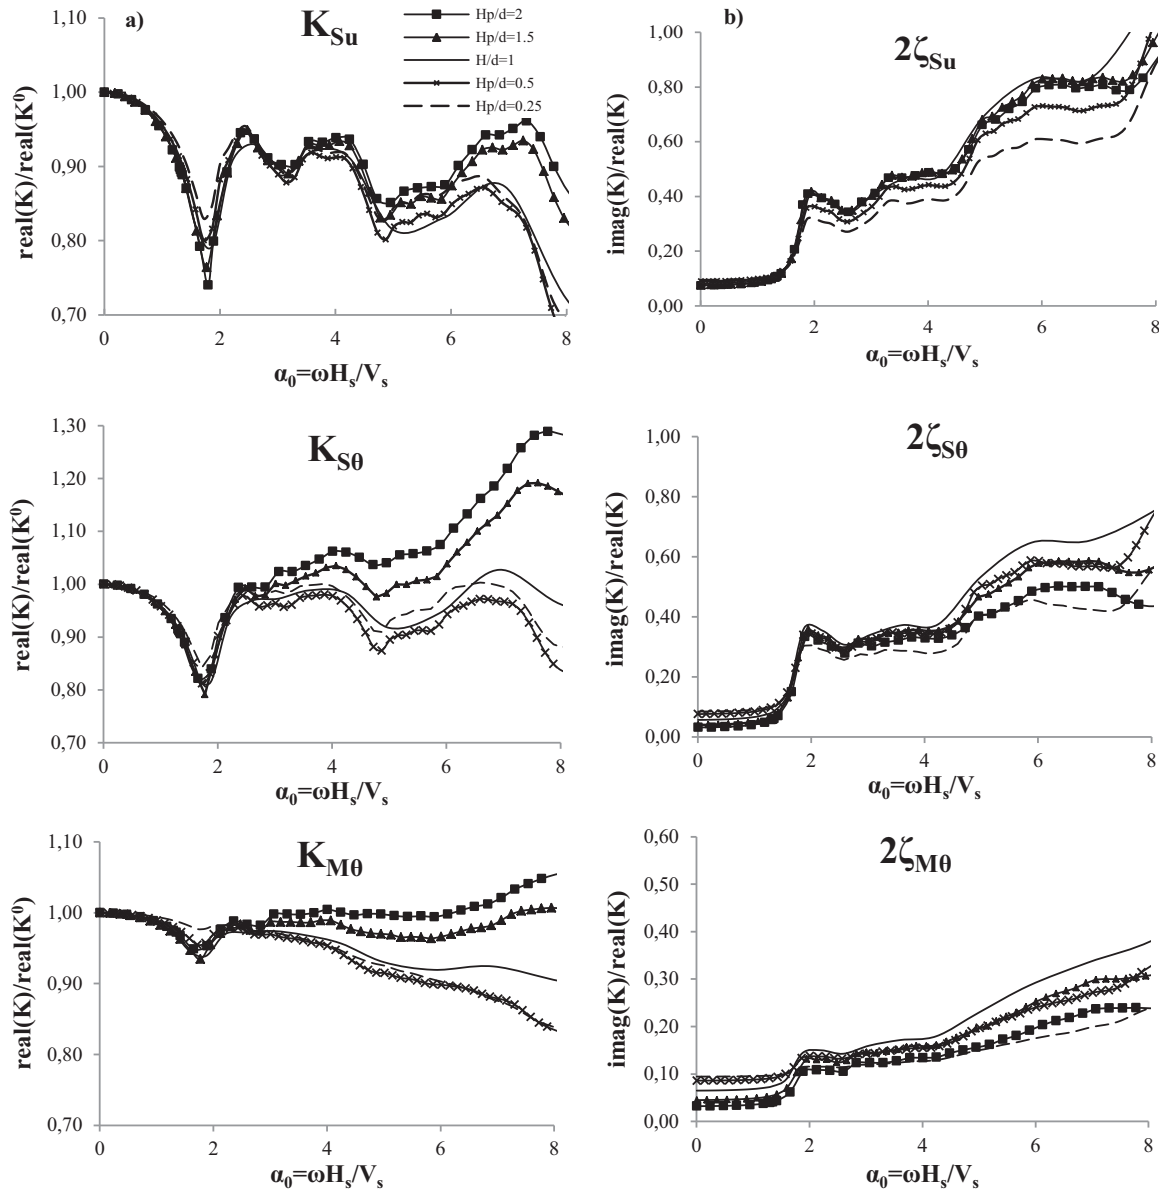 a)
K_Su
Hp/d=2
Hp/d=1.5
H/d=1
Hp/d=0.5
Hp/d=0.25
real(K)/real(K⁰)
1,10
1,00
0,90
0,80
0,70
0 2 4 6 8
α₀=ωHₛ/Vₛ
b)
2ζ_Su
imag(K)/real(K)
1,00
0,80
0,60
0,40
0,20
0,00
0 2 4 6 8
α₀=ωHₛ/Vₛ
K_Sθ
real(K)/real(K⁰)
1,30
1,20
1,10
1,00
0,90
0,80
0,70
0 2 4 6 8
α₀=ωHₛ/Vₛ
2ζ_Sθ
imag(K)/real(K)
1,00
0,80
0,60
0,40
0,20
0,00
0 2 4 6 8
α₀=ωHₛ/Vₛ
K_Mθ
real(K)/real(K⁰)
1,10
1,00
0,90
0,80
0,70
0 2 4 6 8
α₀=ωHₛ/Vₛ
2ζ_Mθ
imag(K)/real(K)
0,60
0,50
0,40
0,30
0,20
0,10
0,00
0 2 4 6 8
α₀=ωHₛ/Vₛ